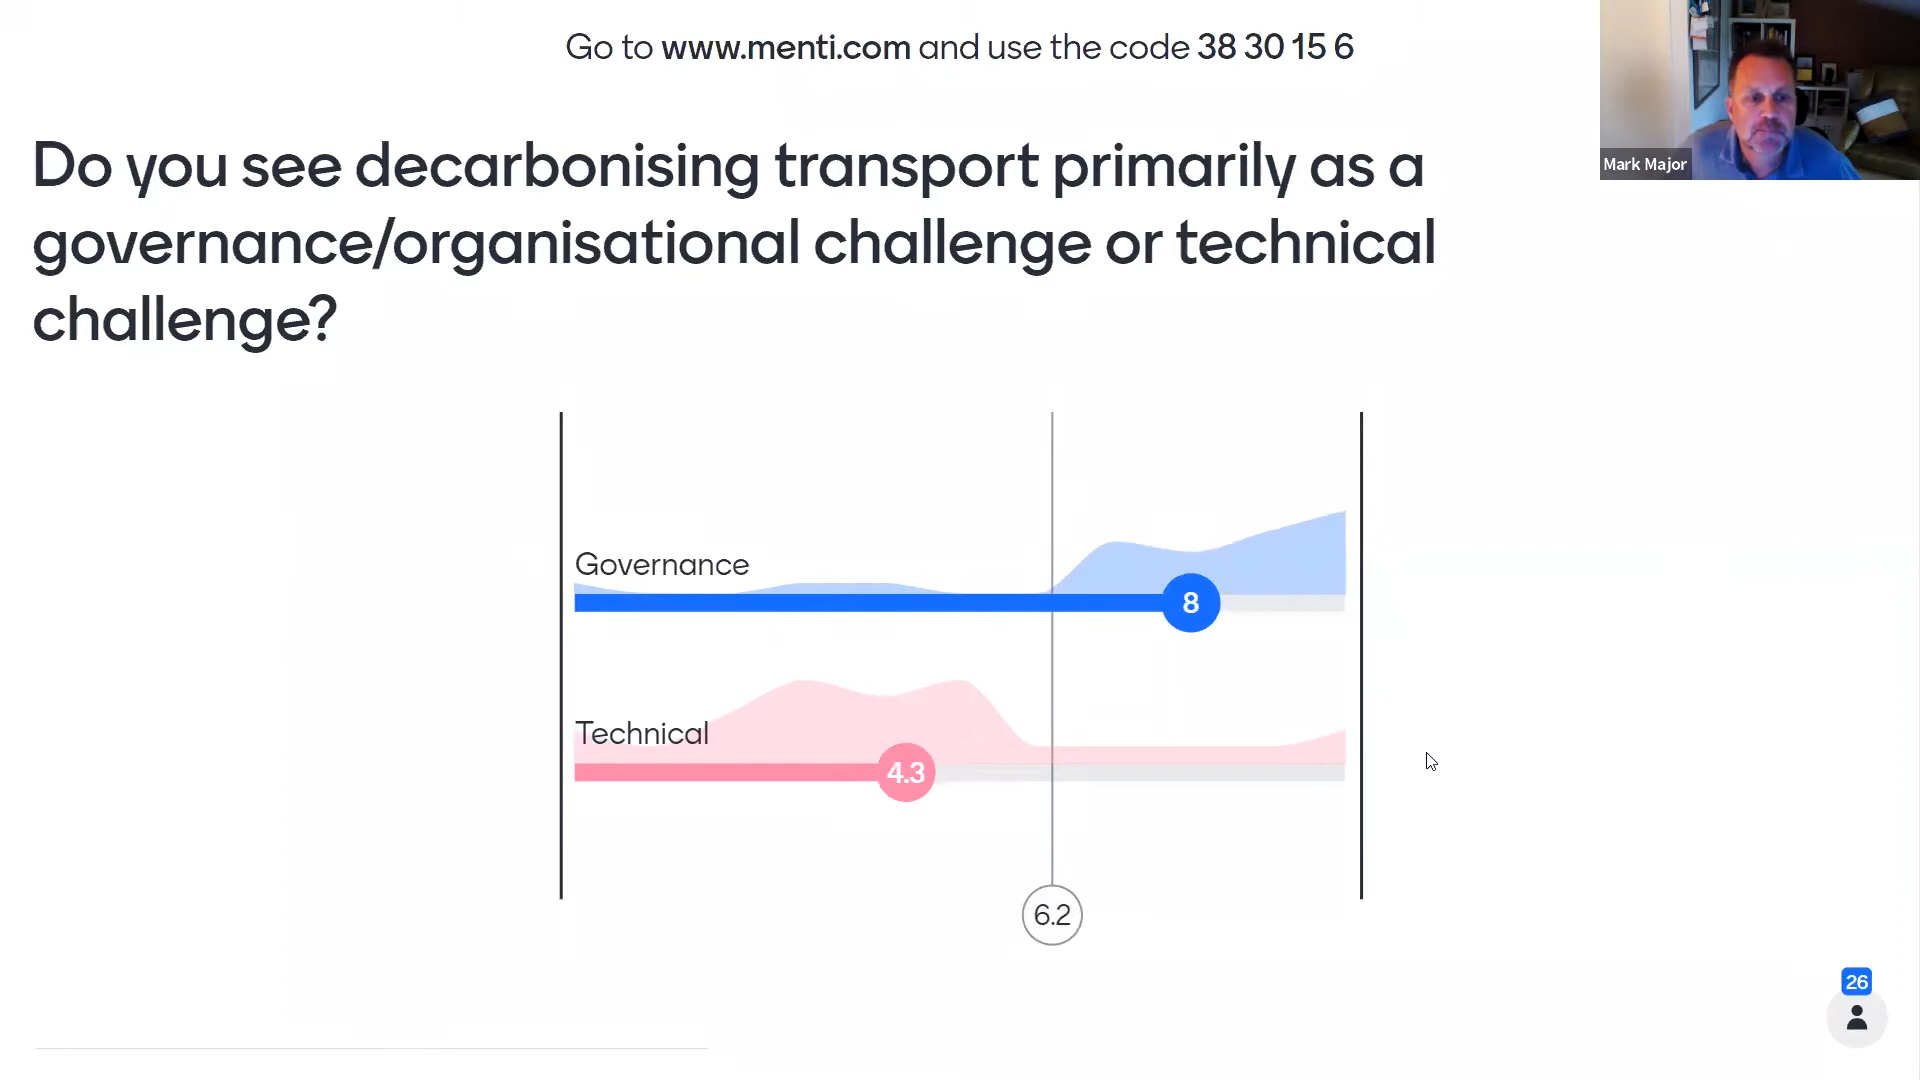 Go to www.menti.com and use the code 38 30 15 6
Mark Major
Do you see decarbonising transport primarily as a
governance/organisational challenge or technical
challenge?
Governance
8
Technical
4.3
6.2
26